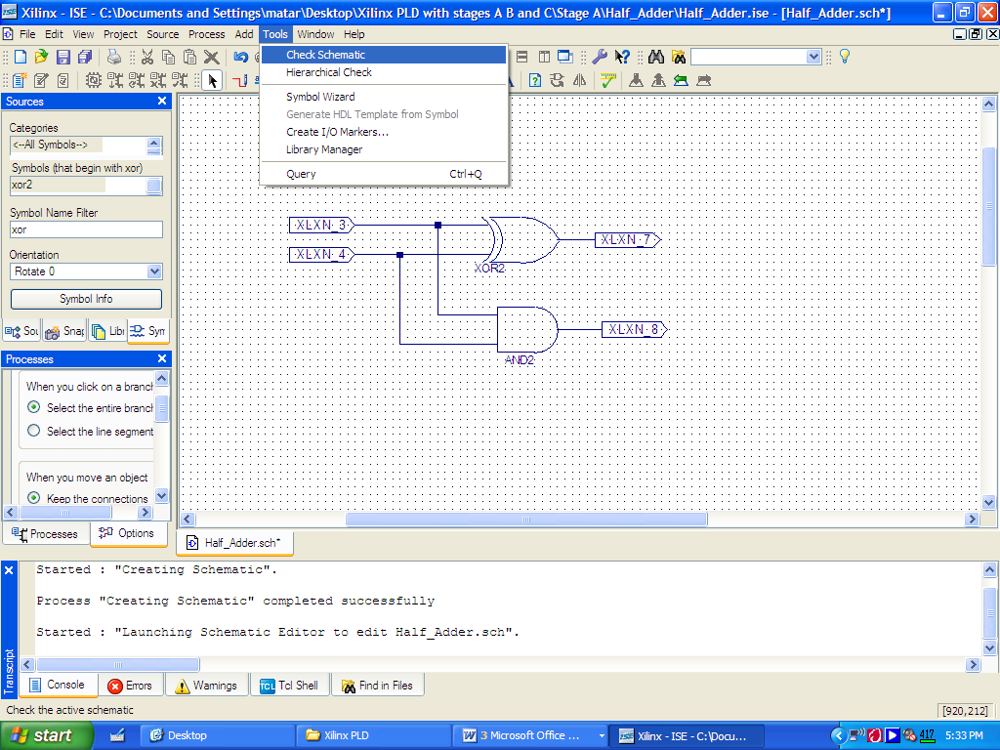 Xilinx - ISE - C:\Documents and Settings\matar\Desktop\Xilinx PLD with stages A B and C\Stage A\Half_Adder\Half_Adder.ise - [Half_Adder.sch*]
File Edit View Project Source Process Add Tools Window Help
Check Schematic
Hierarchical Check
Symbol Wizard
Generate HDL Template from Symbol
Create I/O Markers...
Library Manager
Query Ctrl+Q
Sources
Categories
<--All Symbols-->
Symbols (that begin with xor)
xor2
Symbol Name Filter
xor
Orientation
Rotate 0
Symbol Info
Sou Snap Libr Sym
Processes
When you click on a branch
Select the entire branch
Select the line segment
When you move an object
Keep the connections
Processes Options
XLXN_3
XLXN_4
XOR2
XLXN_7
AND2
XLXN_8
Half_Adder.sch*
Started : "Creating Schematic".
Process "Creating Schematic" completed successfully
Started : "Launching Schematic Editor to edit Half_Adder.sch".
Transcript
Console Errors Warnings TCL Tcl Shell Find in Files
Check the active schematic [920,212]
start Desktop Xilinx PLD 3 Microsoft Office ... ISE Xilinx - ISE - C:\Docu... 417 5:33 PM